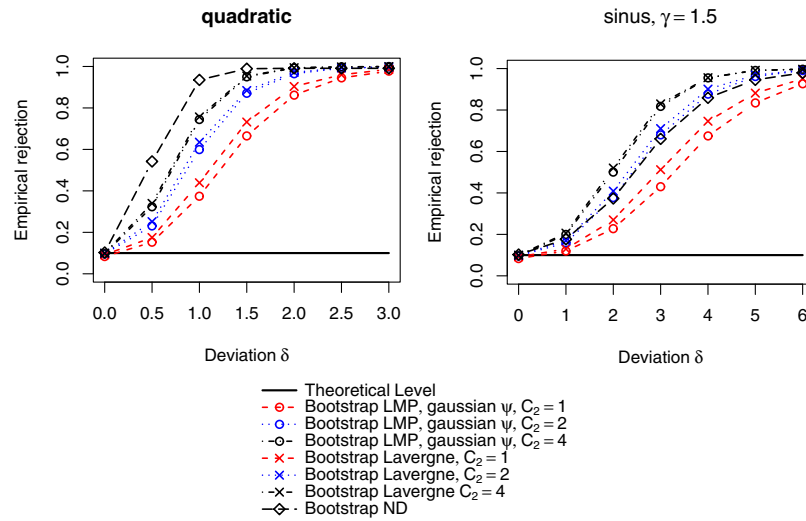 quadratic
sinus, γ = 1.5
Empirical rejection
0.0 0.2 0.4 0.6 0.8 1.0
0.0 0.5 1.0 1.5 2.0 2.5 3.0
Deviation δ
Empirical rejection
0.0 0.2 0.4 0.6 0.8 1.0
0 1 2 3 4 5 6
Deviation δ
Theoretical Level
Bootstrap LMP, gaussian ψ, C₂ = 1
Bootstrap LMP, gaussian ψ, C₂ = 2
Bootstrap LMP, gaussian ψ, C₂ = 4
Bootstrap Lavergne, C₂ = 1
Bootstrap Lavergne, C₂ = 2
Bootstrap Lavergne C₂ = 4
Bootstrap ND